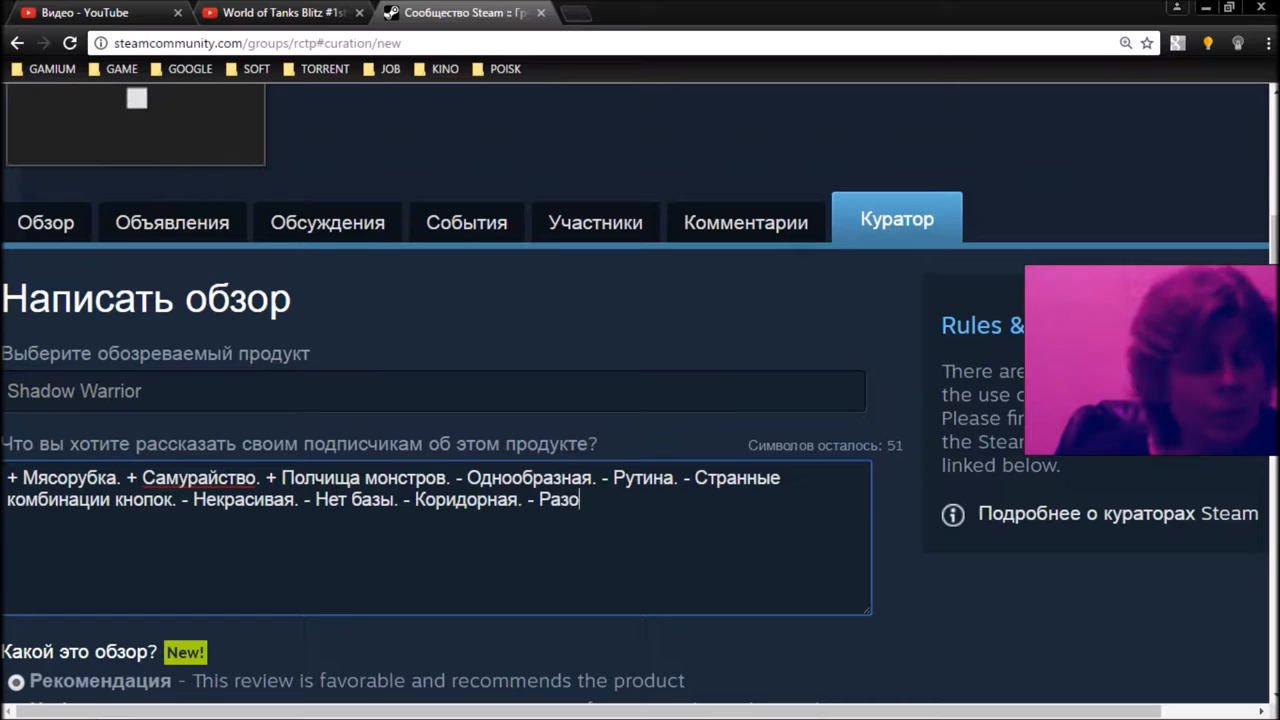 Видео - YouTube
World of Tanks Blitz #1st
Сообщество Steam :: Гр
steamcommunity.com/groups/rctp#curation/new
GAMIUM GAME GOOGLE SOFT TORRENT JOB KINO POISK
Обзор Объявления Обсуждения События Участники Комментарии Куратор
Написать обзор
Выберите обозреваемый продукт
Shadow Warrior
Что вы хотите рассказать своим подписчикам об этом продукте?
Символов осталось: 51
+ Мясорубка. + Самурайство. + Полчища монстров. - Однообразная. - Рутина. - Странные
комбинации кнопок. - Некрасивая. - Нет базы. - Коридорная. - Разо
Какой это обзор? New!
Рекомендация - This review is favorable and recommends the product
Rules &
There are
the use o
Please fin
the Steam
linked below.
Подробнее о кураторах Steam